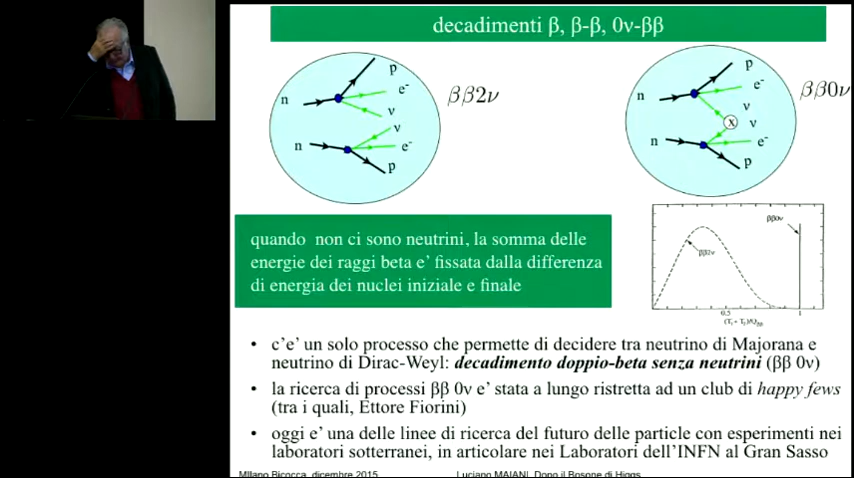 decadimenti β, β-β, 0ν-ββ
p
e-
n
ν
ν
n
e-
p
ββ2ν
p
e-
n
ν
x
ν
n
e-
p
ββ0ν
quando non ci sono neutrini, la somma delle
energie dei raggi beta e' fissata dalla differenza
di energia dei nuclei iniziale e finale
ββ0ν
ββ2ν
0.5
1
• c'e' un solo processo che permette di decidere tra neutrino di Majorana e
neutrino di Dirac-Weyl: decadimento doppio-beta senza neutrini (ββ 0ν)
• la ricerca di processi ββ 0ν e' stata a lungo ristretta ad un club di happy fews
(tra i quali, Ettore Fiorini)
• oggi e' una delle linee di ricerca del futuro delle particle con esperimenti nei
laboratori sotterranei, in articolare nei Laboratori dell'INFN al Gran Sasso
MIlano Bicocca, dicembre 2015
Luciano MAIANI. Dopo il Bosone di Higgs